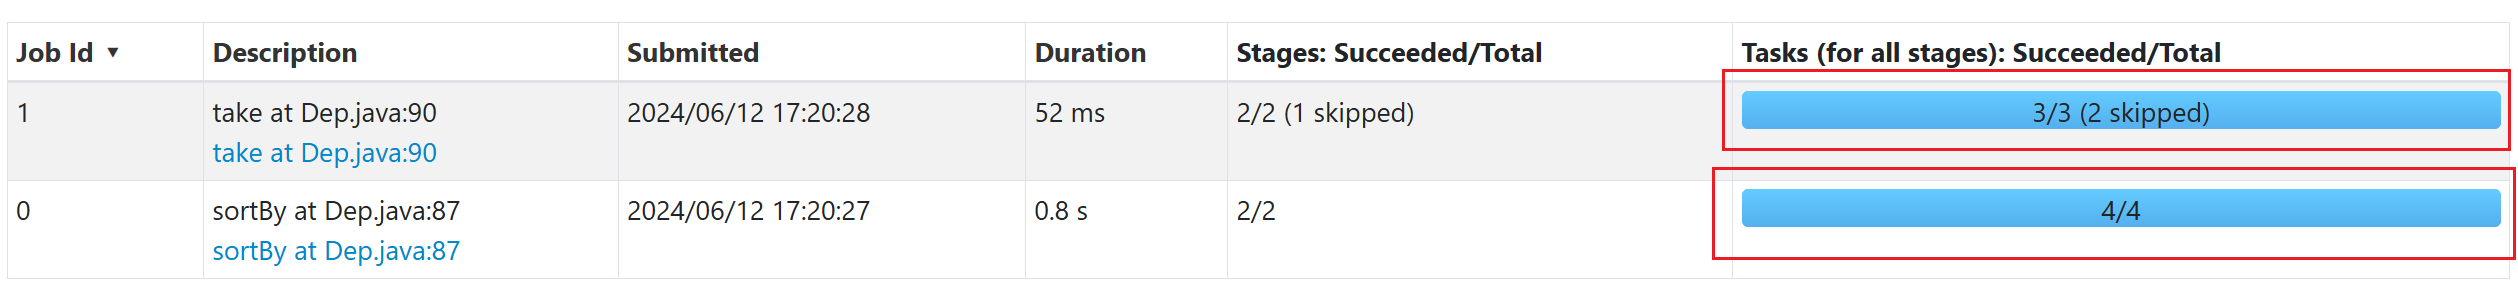 Job Id ▼ Description Submitted Duration Stages: Succeeded/Total Tasks (for all stages): Succeeded/Total
1 take at Dep.java:90 2024/06/12 17:20:28 52 ms 2/2 (1 skipped) 3/3 (2 skipped)
take at Dep.java:90
0 sortBy at Dep.java:87 2024/06/12 17:20:27 0.8 s 2/2 4/4
sortBy at Dep.java:87